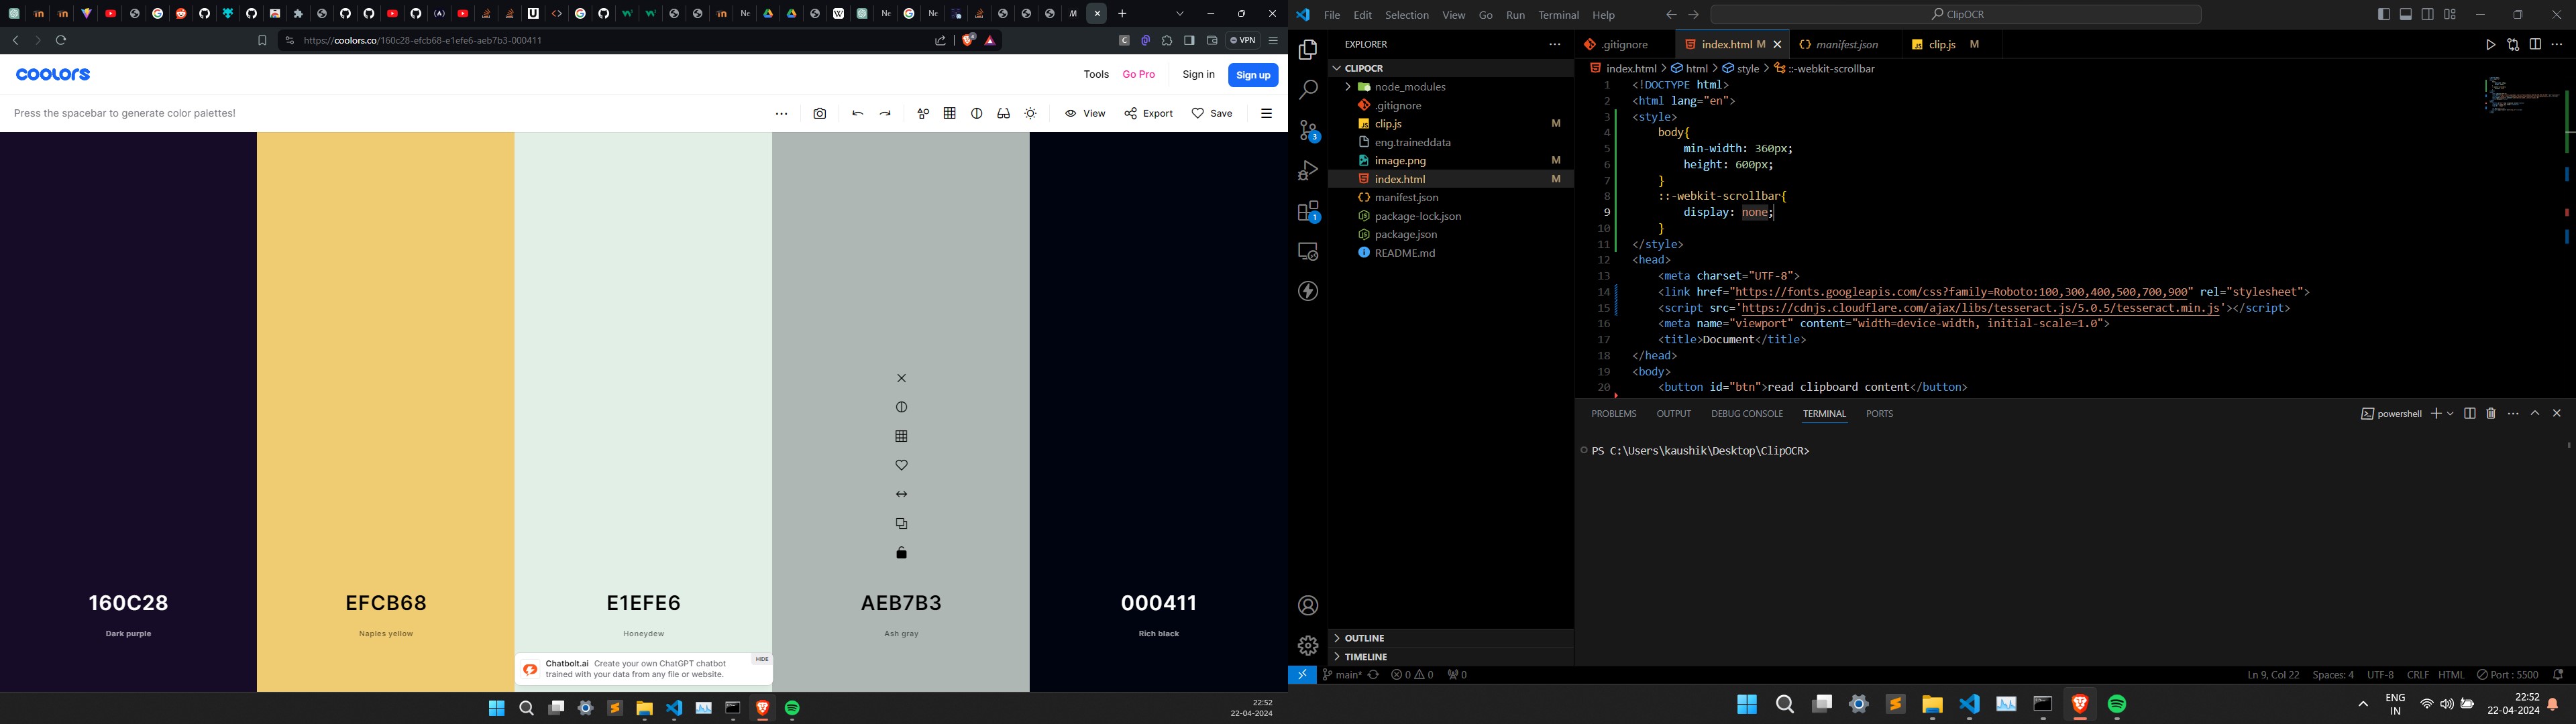 https://coolors.co/160c28-efcb68-e1efe6-aeb7b3-000411
VPN
coolors
Tools
Go Pro
Sign in
Sign up
Press the spacebar to generate color palettes!
View
Export
Save
160C28
Dark purple
EFCB68
Naples yellow
E1EFE6
Honeydew
AEB7B3
Ash gray
000411
Rich black
Chatbolt.ai Create your own ChatGPT chatbot
trained with your data from any file or website.
HIDE
22:52
22-04-2024
File Edit Selection View Go Run Terminal Help
ClipOCR
EXPLORER
CLIPOCR
node_modules
.gitignore
clip.js M
eng.traineddata
image.png M
index.html M
manifest.json
package-lock.json
package.json
README.md
OUTLINE
TIMELINE
3
1
.gitignore
index.html M
manifest.json
clip.js M
index.html > html > style > ::-webkit-scrollbar
1 <!DOCTYPE html>
2 <html lang="en">
3 <style>
4 body{
5 min-width: 360px;
6 height: 600px;
7 }
8 ::-webkit-scrollbar{
9 display: none;
10 }
11 </style>
12 <head>
13 <meta charset="UTF-8">
14 <link href="https://fonts.googleapis.com/css?family=Roboto:100,300,400,500,700,900" rel="stylesheet">
15 <script src='https://cdnjs.cloudflare.com/ajax/libs/tesseract.js/5.0.5/tesseract.min.js'></script>
16 <meta name="viewport" content="width=device-width, initial-scale=1.0">
17 <title>Document</title>
18 </head>
19 <body>
20 <button id="btn">read clipboard content</button>
PROBLEMS OUTPUT DEBUG CONSOLE TERMINAL PORTS
powershell
PS C:\Users\kaushik\Desktop\ClipOCR>
main* 0 0 0
Ln 9, Col 22 Spaces: 4 UTF-8 CRLF HTML Port : 5500
ENG
IN
22:52
22-04-2024